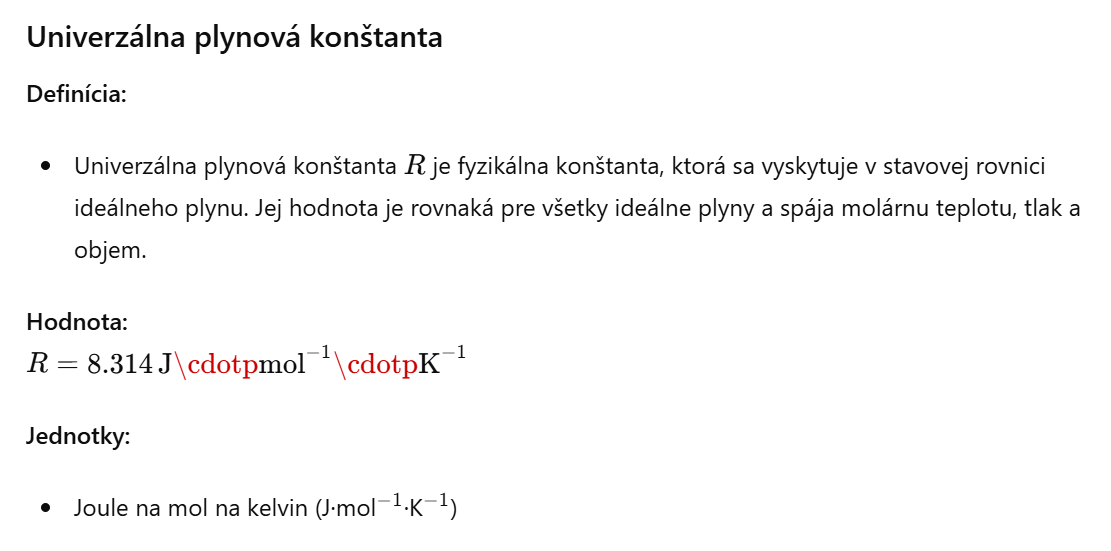 Univerzálna plynová konštanta
Definícia:
• Univerzálna plynová konštanta R je fyzikálna konštanta, ktorá sa vyskytuje v stavovej rovnici
ideálneho plynu. Jej hodnota je rovnaká pre všetky ideálne plyny a spája molárnu teplotu, tlak a
objem.
Hodnota:
R = 8.314 J\cdotpmol⁻¹\cdotpK⁻¹
Jednotky:
• Joule na mol na kelvin (J·mol⁻¹·K⁻¹)